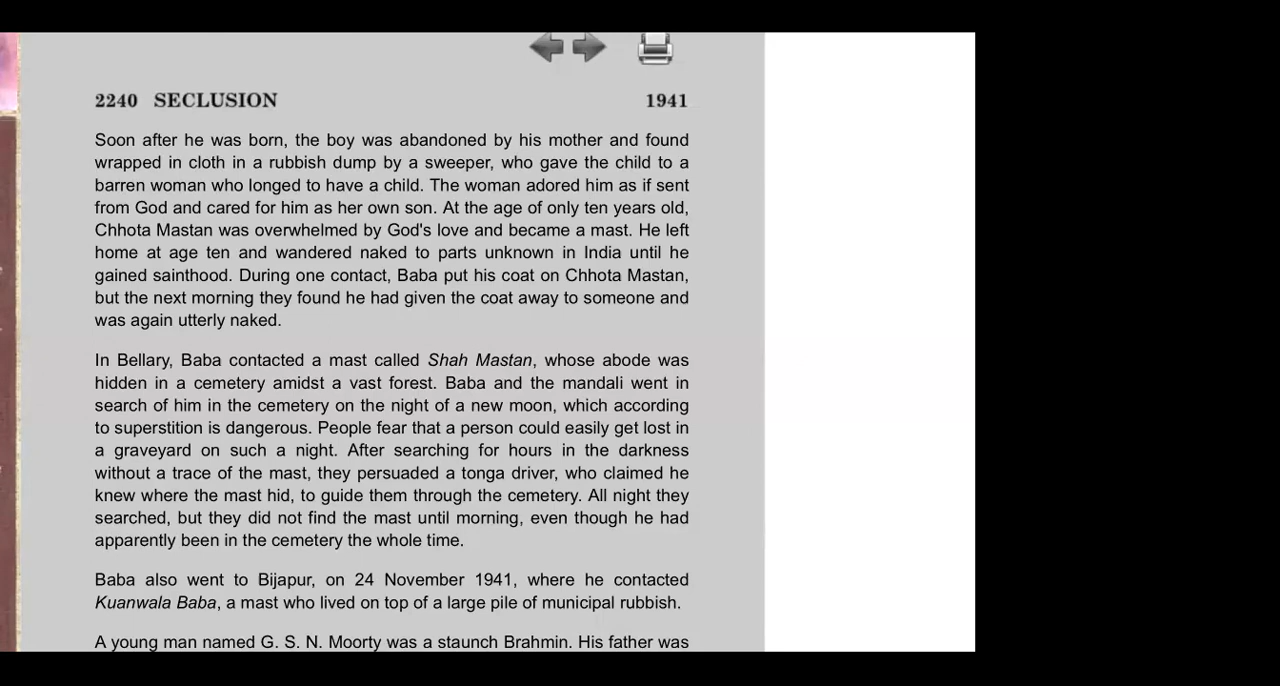 2240 SECLUSION 1941
Soon after he was born, the boy was abandoned by his mother and found
wrapped in cloth in a rubbish dump by a sweeper, who gave the child to a
barren woman who longed to have a child. The woman adored him as if sent
from God and cared for him as her own son. At the age of only ten years old,
Chhota Mastan was overwhelmed by God's love and became a mast. He left
home at age ten and wandered naked to parts unknown in India until he
gained sainthood. During one contact, Baba put his coat on Chhota Mastan,
but the next morning they found he had given the coat away to someone and
was again utterly naked.
In Bellary, Baba contacted a mast called Shah Mastan, whose abode was
hidden in a cemetery amidst a vast forest. Baba and the mandali went in
search of him in the cemetery on the night of a new moon, which according
to superstition is dangerous. People fear that a person could easily get lost in
a graveyard on such a night. After searching for hours in the darkness
without a trace of the mast, they persuaded a tonga driver, who claimed he
knew where the mast hid, to guide them through the cemetery. All night they
searched, but they did not find the mast until morning, even though he had
apparently been in the cemetery the whole time.
Baba also went to Bijapur, on 24 November 1941, where he contacted
Kuanwala Baba, a mast who lived on top of a large pile of municipal rubbish.
A young man named G. S. N. Moorty was a staunch Brahmin. His father was